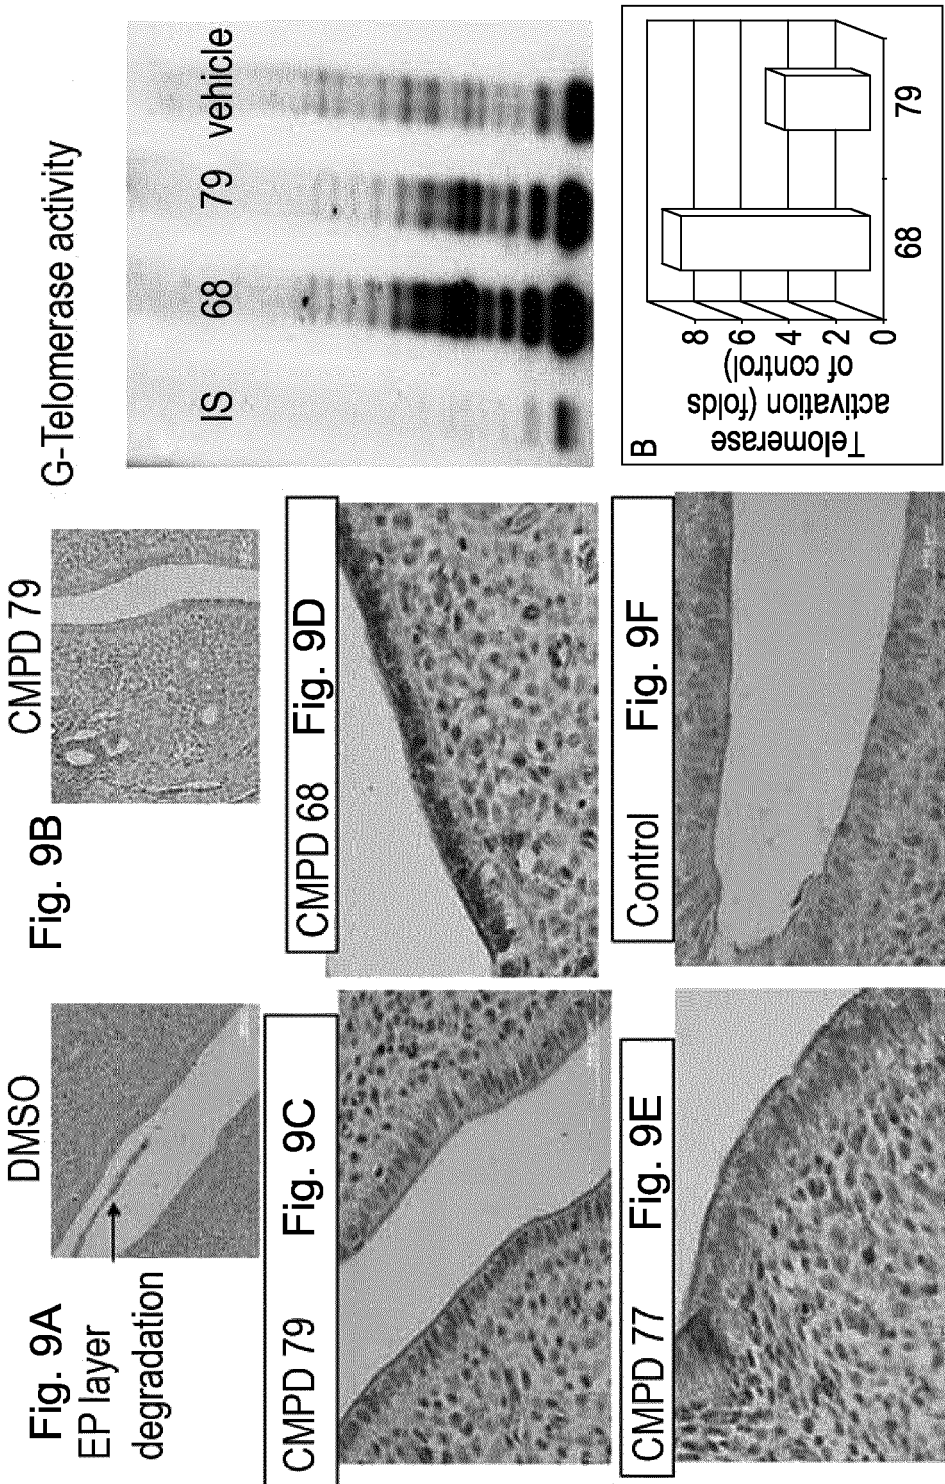 Fig. 9A
DMSO
EP layer
degradation
Fig. 9B
CMPD 79
G-Telomerase activity
IS
68
79
vehicle
CMPD 79
Fig. 9C
CMPD 68
Fig. 9D
CMPD 77
Fig. 9E
Control
Fig. 9F
B
Telomerase
activation (folds
of control)
8
6
4
2
0
68
79